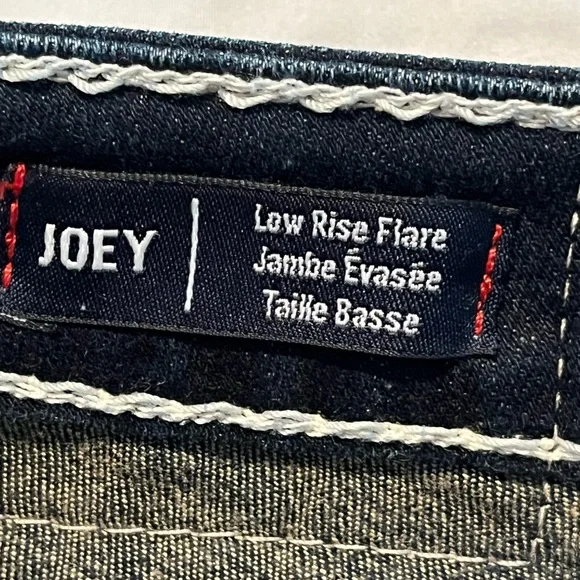 JOEY
Low Rise Flare
Jambe Évasée
Taille Basse